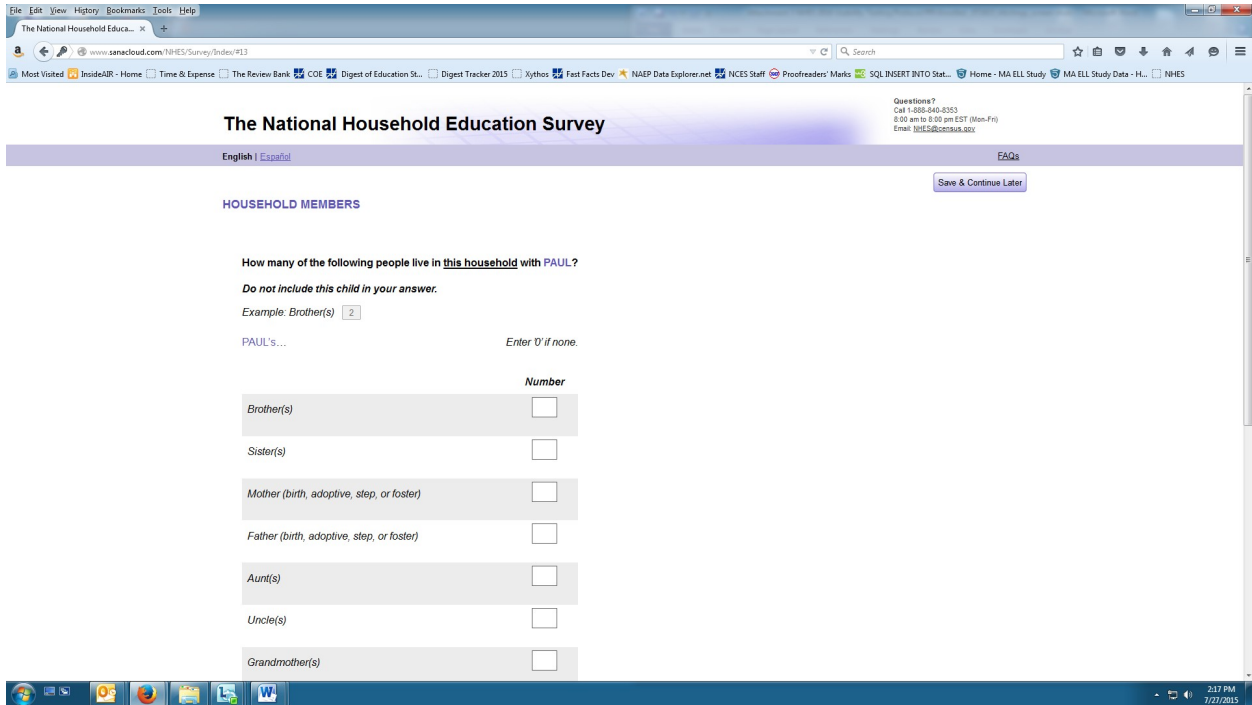 File Edit View History Bookmarks Tools Help
The National Household Educa... × +
www.sanacloud.com/NHES/Survey/Index/#13
Search
Most Visited InsideAIR - Home Time & Expense The Review Bank COE Digest of Education St... Digest Tracker 2015 Xythos Fast Facts Dev NAEP Data Explorer.net NCES Staff Proofreaders' Marks SQL INSERT INTO Stat... Home - MA ELL Study MA ELL Study Data - H... NHES
The National Household Education Survey
Questions?
Call 1-888-840-8353
8:00 am to 8:00 pm EST (Mon-Fri)
Email: NHES@census.gov
English | Español
FAQs
Save & Continue Later
HOUSEHOLD MEMBERS
How many of the following people live in this household with PAUL?
Do not include this child in your answer.
Example: Brother(s) 2
PAUL's… Enter '0' if none.
Number
Brother(s)
Sister(s)
Mother (birth, adoptive, step, or foster)
Father (birth, adoptive, step, or foster)
Aunt(s)
Uncle(s)
Grandmother(s)
2:17 PM
7/27/2015